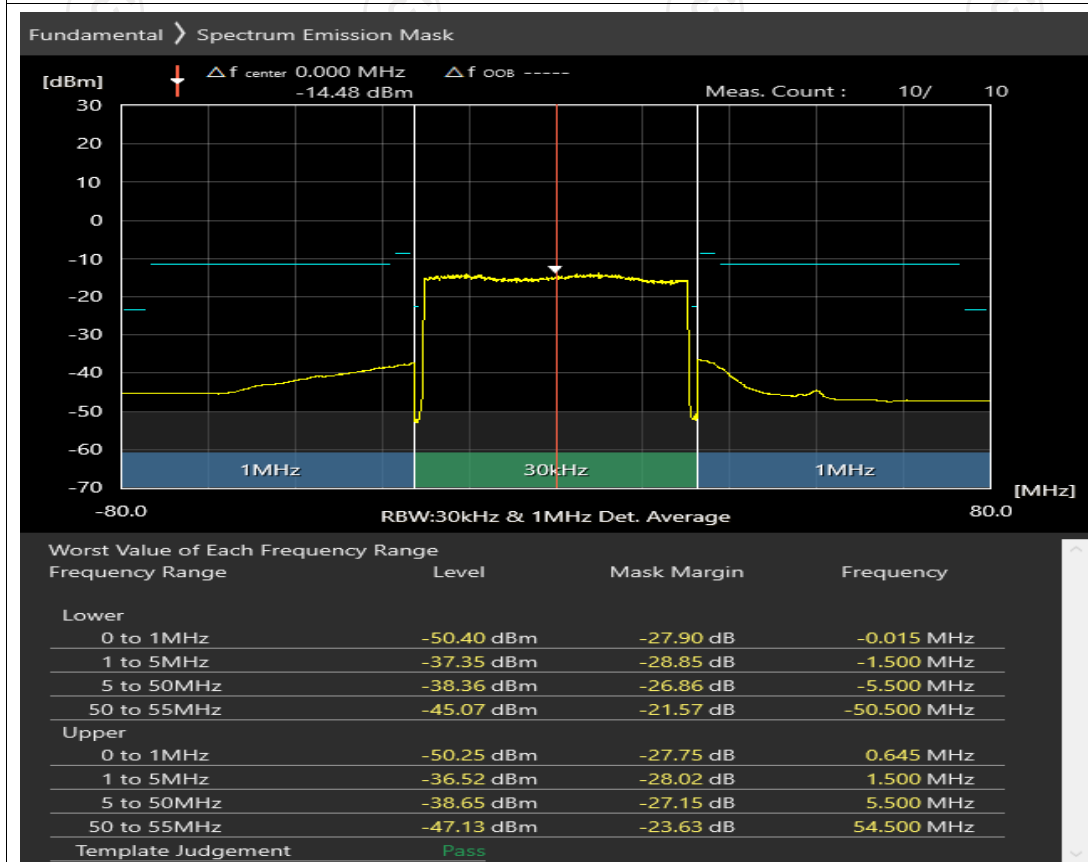 Fundamental 》 Spectrum Emission Mask
[dBm]
Δf center 0.000 MHz Δf OOB -----
-14.48 dBm Meas. Count : 10/ 10
30
20
10
0
-10
-20
-30
-40
-50
-60
-70
1MHz 30kHz 1MHz
[MHz]
-80.0 RBW:30kHz & 1MHz Det. Average 80.0
Worst Value of Each Frequency Range
Frequency Range Level Mask Margin Frequency
Lower
0 to 1MHz -50.40 dBm -27.90 dB -0.015 MHz
1 to 5MHz -37.35 dBm -28.85 dB -1.500 MHz
5 to 50MHz -38.36 dBm -26.86 dB -5.500 MHz
50 to 55MHz -45.07 dBm -21.57 dB -50.500 MHz
Upper
0 to 1MHz -50.25 dBm -27.75 dB 0.645 MHz
1 to 5MHz -36.52 dBm -28.02 dB 1.500 MHz
5 to 50MHz -38.65 dBm -27.15 dB 5.500 MHz
50 to 55MHz -47.13 dBm -23.63 dB 54.500 MHz
Template Judgement Pass